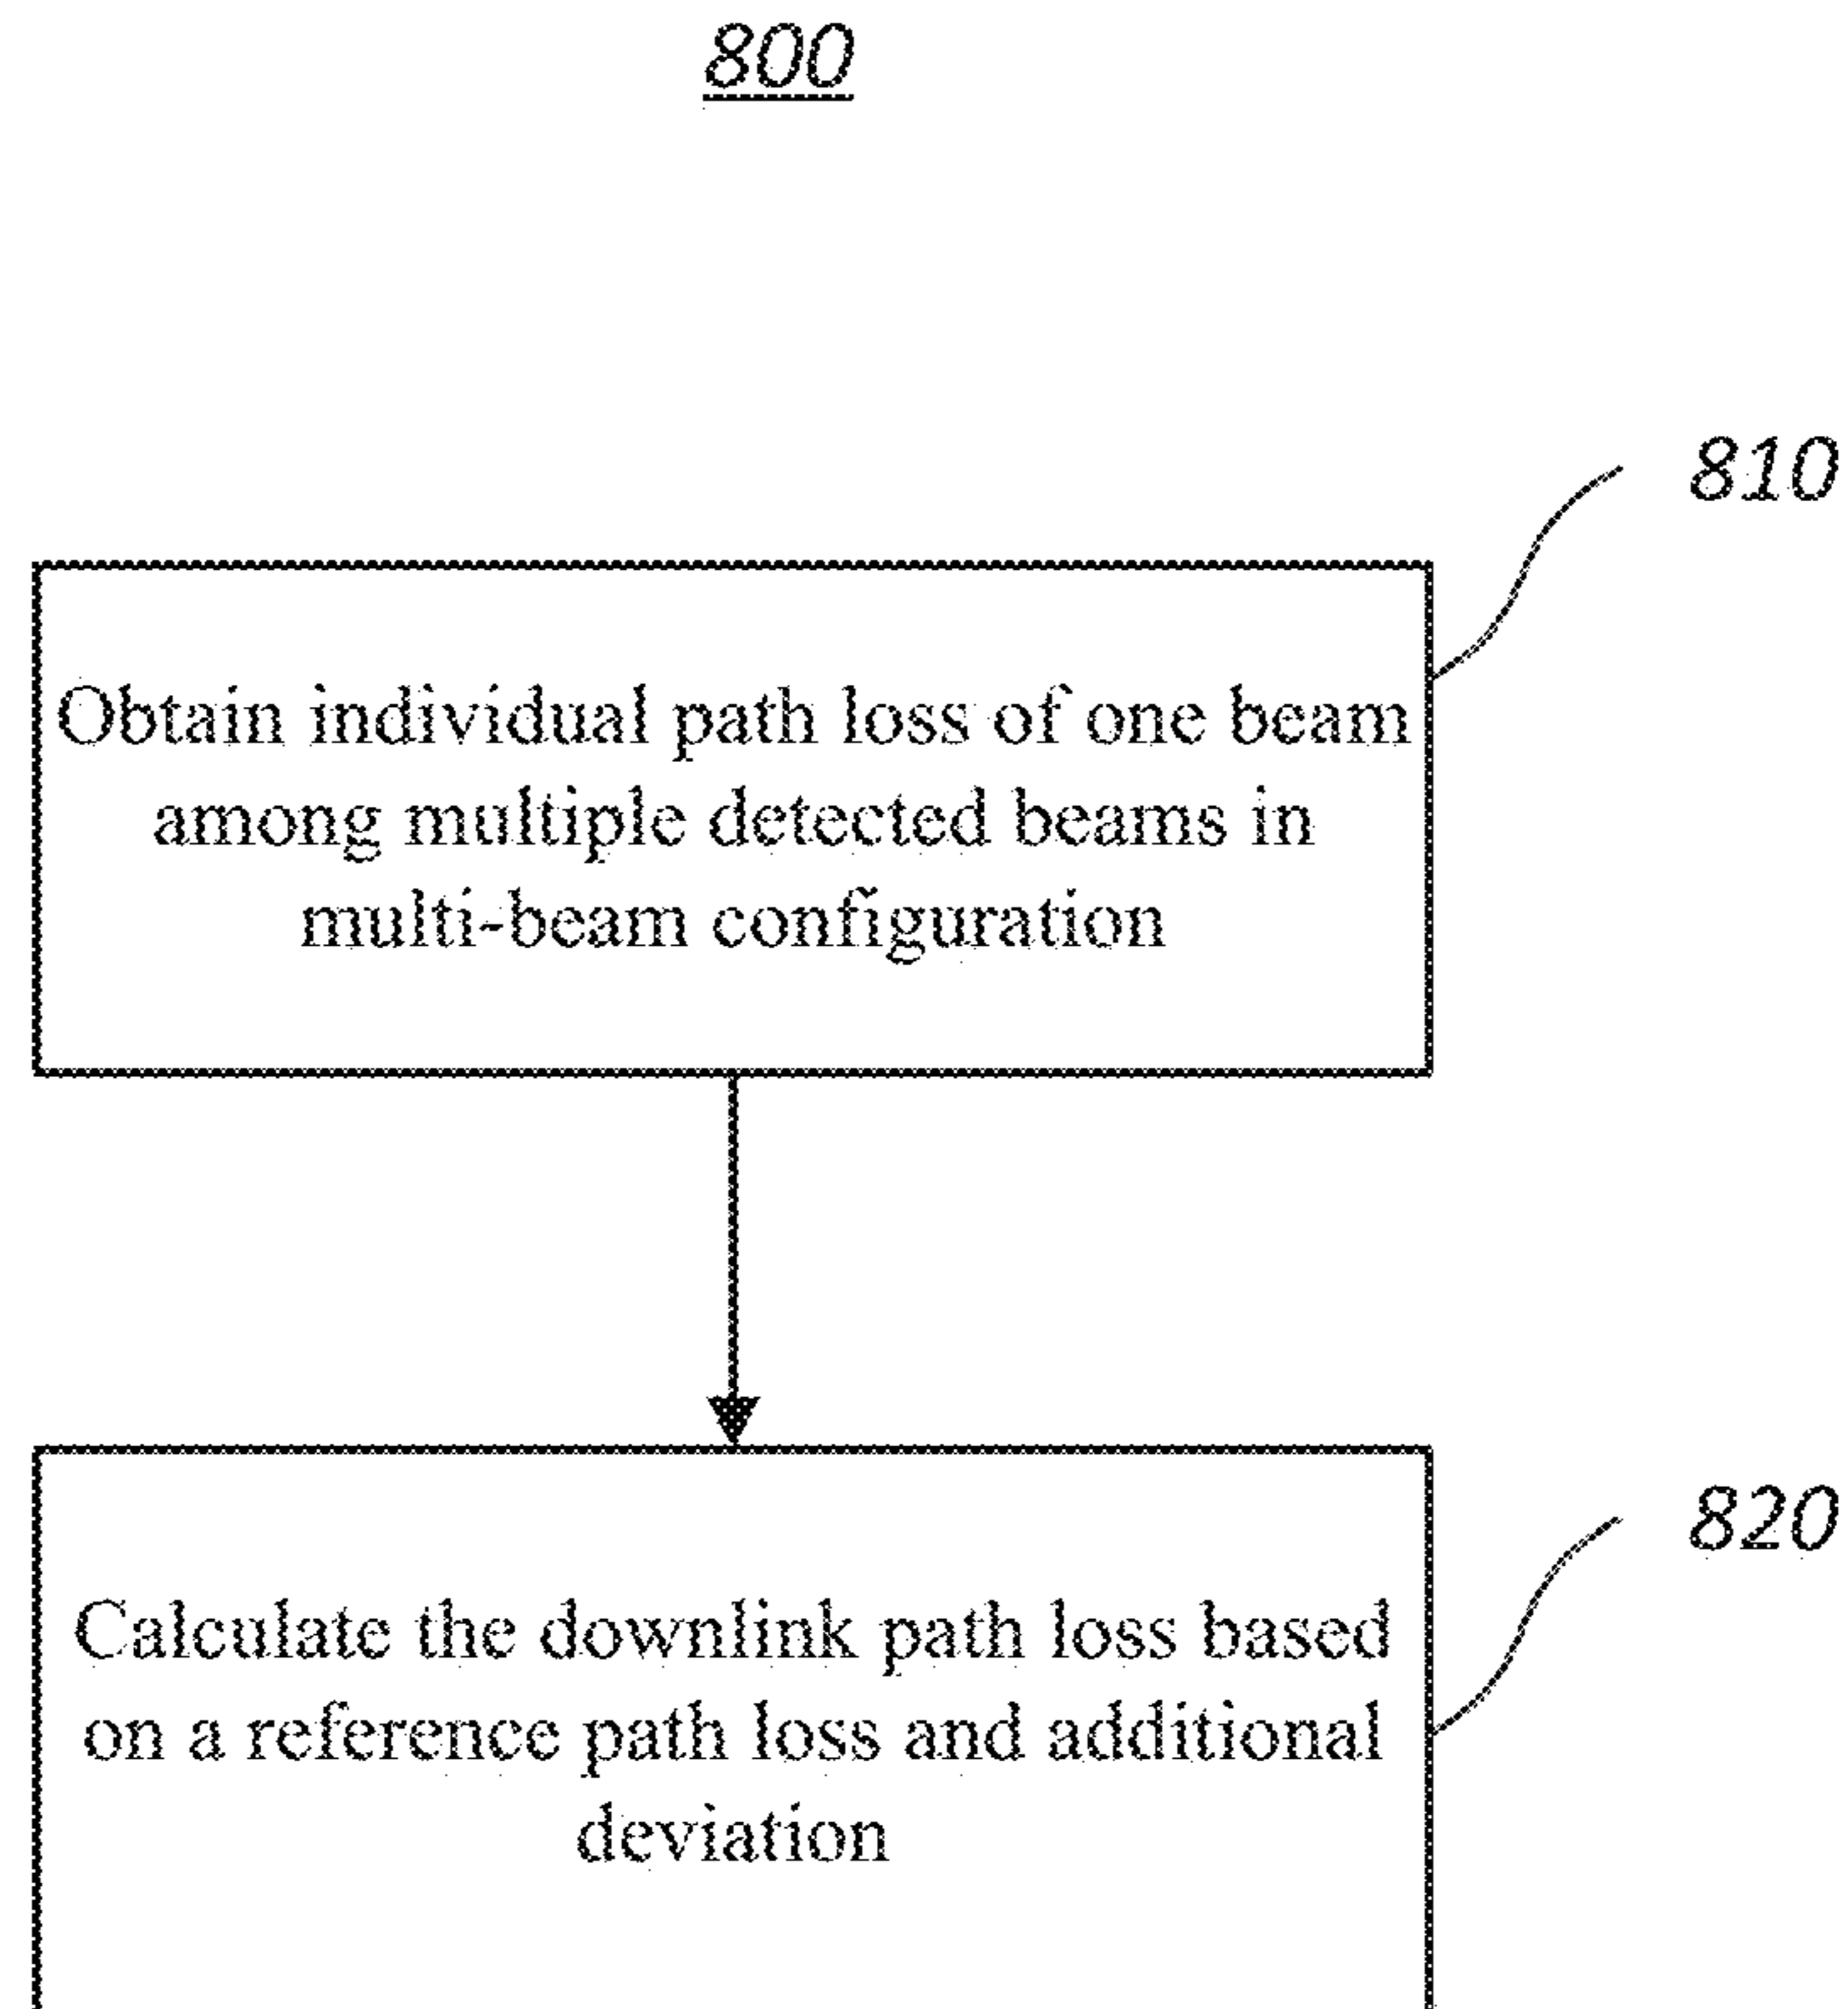 800
810
Obtain individual path loss of one beam
among multiple detected beams in
multi-beam configuration
820
Calculate the downlink path loss based
on a reference path loss and additional
deviation